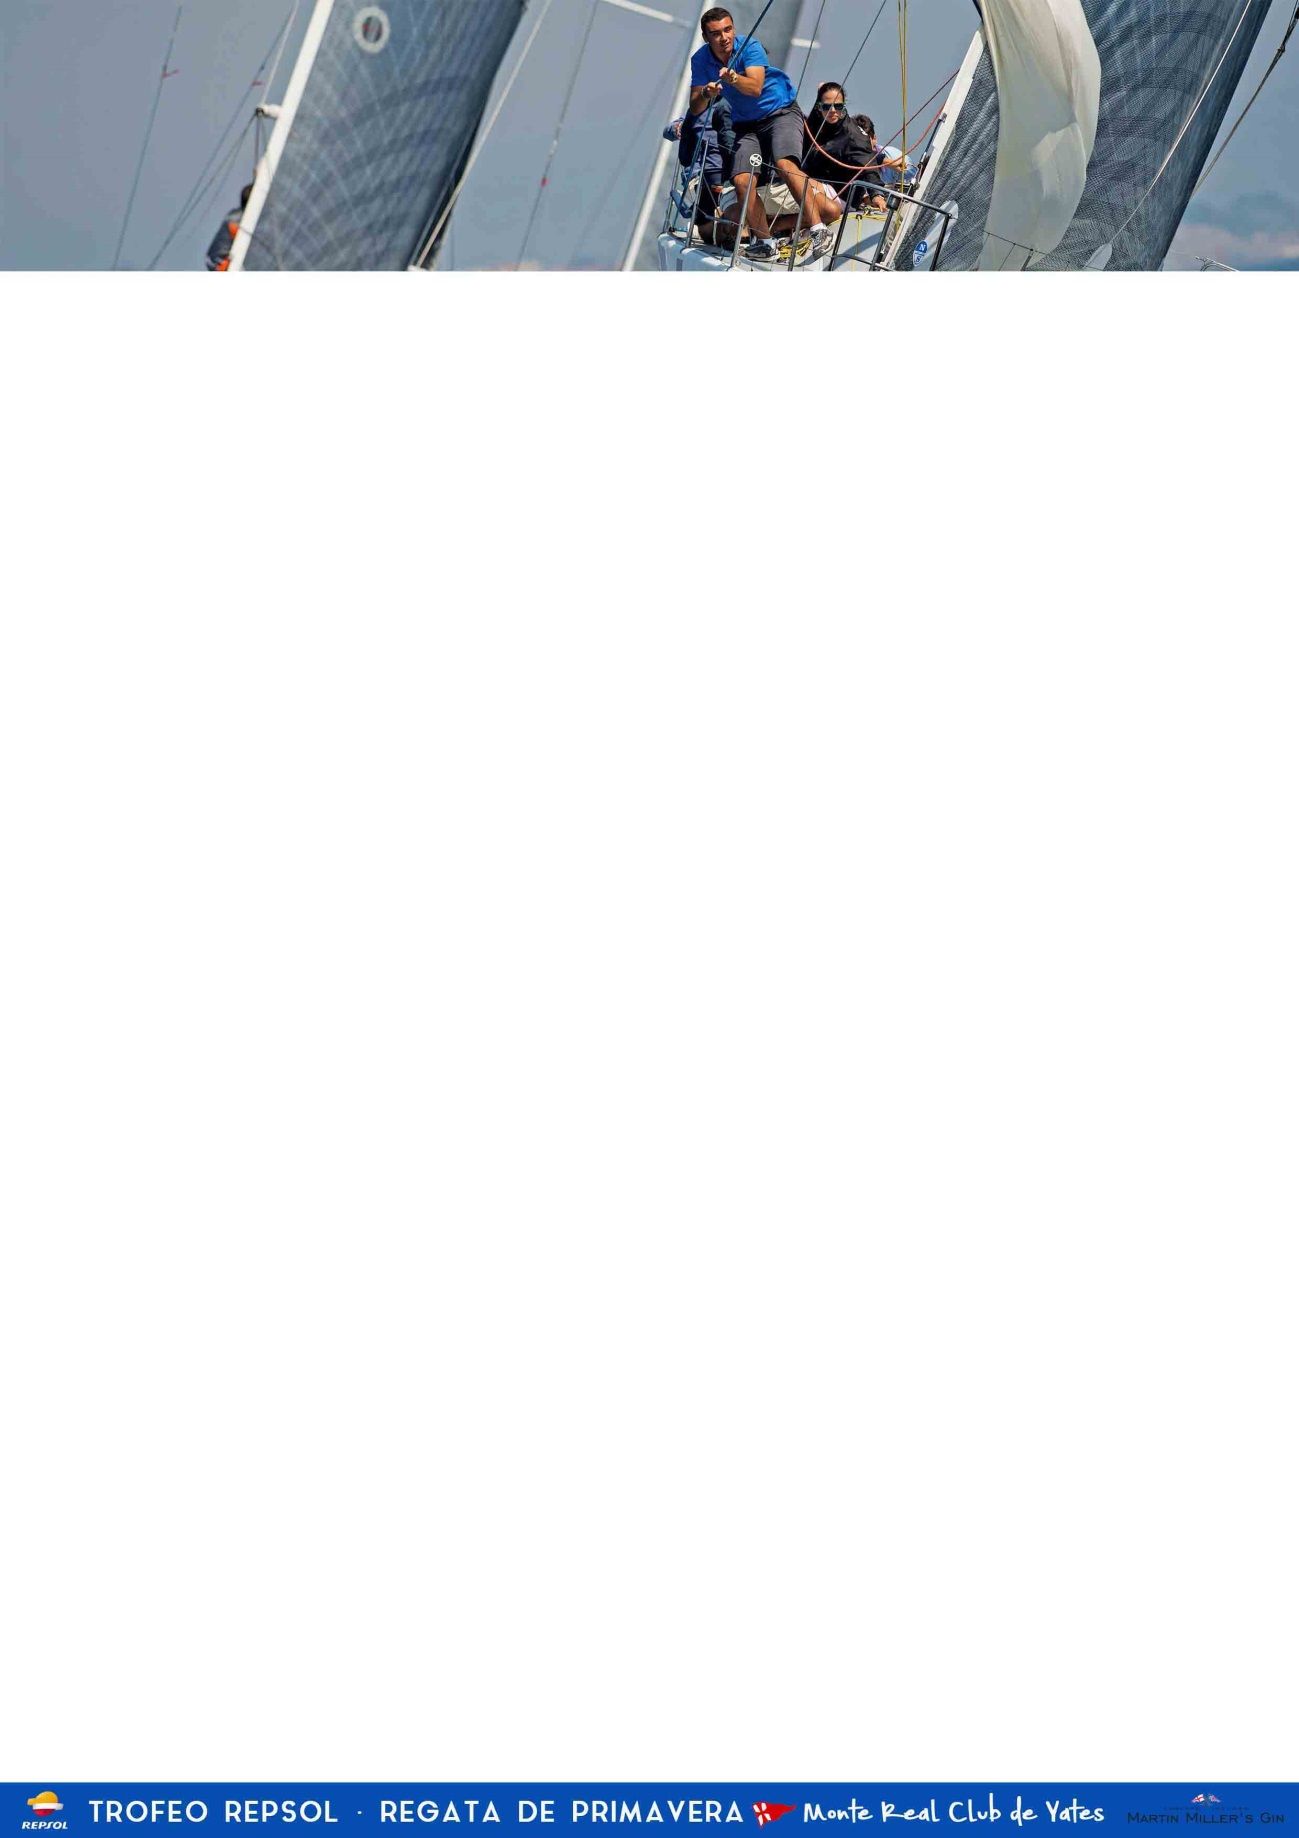 REPSOL TROFEO REPSOL · REGATA DE PRIMAVERA Monte Real Club de Yates MARTIN MILLER'S GIN